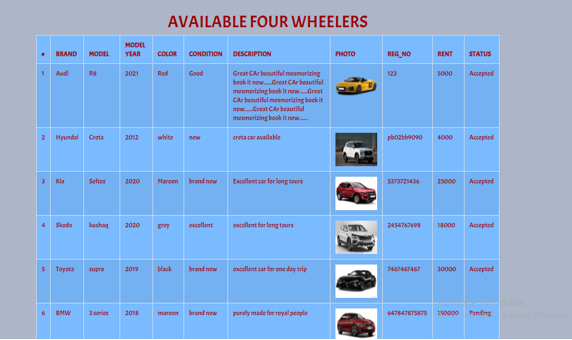 AVAILABLE FOUR WHEELERS
# BRAND MODEL MODEL YEAR COLOR CONDITION DESCRIPTION PHOTO REG_NO RENT STATUS
1 Audi R8 2021 Red Good Great CAr beautiful mesmerizing
book it now......Great CAr beautiful
mesmerizing book it now......Great
CAr beautiful mesmerizing book it
now......Great CAr beautiful
mesmerizing book it now...... 123 5000 Accepted
2 Hyundai Creta 2012 white new creta car available pb02bb9090 4000 Accepted
3 Kia Seltos 2020 Maroon brand new Excellent car for long tours 5373721436 25000 Accepted
4 Skoda kushaq 2020 grey excellent excellent for long tours 2454767698 18000 Accepted
5 Toyota supra 2019 black brand new excellent car for one day trip 7467467467 30000 Accepted
6 BMW 3 series 2018 maroon brand new purely made for royal people 647847875875 190000 Pending